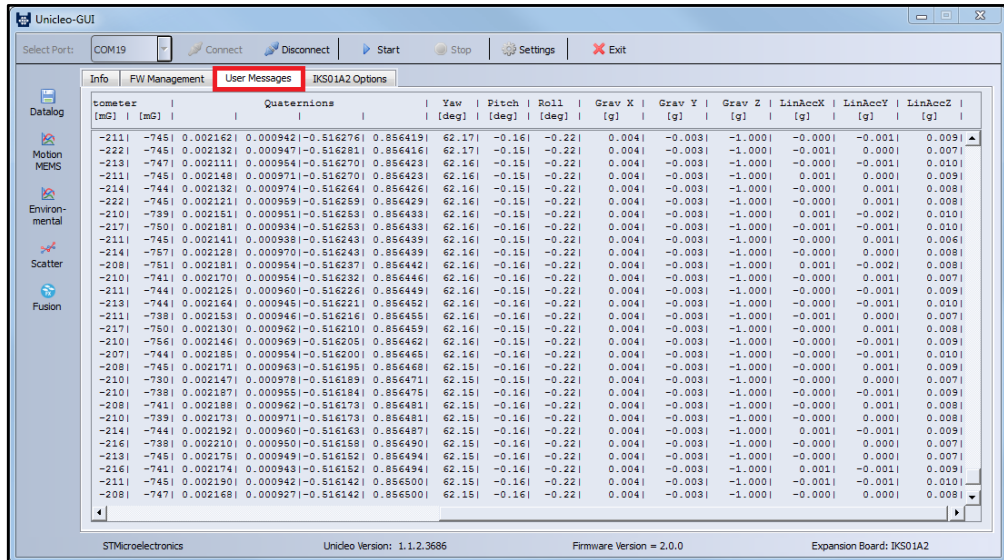 Unicleo-GUI
Select Port: COM19 Connect Disconnect Start Stop Settings Exit
Info FW Management User Messages IKS01A2 Options
Datalog
Motion
MEMS
Environ-
mental
Scatter
Fusion
tometer | Quaternions | Yaw | Pitch | Roll | Grav X | Grav Y | Grav Z | LinAccX | LinAccY | LinAccZ |
[mG] | [mG] | | | | | [deg] | [deg] | [deg] | [g] | [g] | [g] | [g] | [g] | [g] |
-211| -745| 0.002162| 0.000942|-0.516276| 0.856419| 62.17| -0.16| -0.22| 0.004| -0.003| -1.000| -0.000| -0.001| 0.009|
-222| -745| 0.002132| 0.000947|-0.516281| 0.856416| 62.17| -0.15| -0.22| 0.004| -0.003| -1.000| -0.001| 0.000| 0.007|
-213| -747| 0.002111| 0.000954|-0.516270| 0.856423| 62.16| -0.15| -0.22| 0.004| -0.003| -1.000| -0.001| -0.001| 0.010|
-211| -745| 0.002148| 0.000971|-0.516270| 0.856423| 62.16| -0.15| -0.22| 0.004| -0.003| -1.000| 0.001| 0.000| 0.009|
-214| -744| 0.002132| 0.000974|-0.516264| 0.856426| 62.16| -0.15| -0.22| 0.004| -0.003| -1.000| -0.000| 0.001| 0.008|
-222| -745| 0.002121| 0.000959|-0.516259| 0.856429| 62.16| -0.15| -0.22| 0.004| -0.003| -1.000| -0.000| 0.001| 0.008|
-210| -739| 0.002151| 0.000951|-0.516253| 0.856433| 62.16| -0.15| -0.22| 0.004| -0.003| -1.000| 0.001| -0.002| 0.010|
-217| -750| 0.002181| 0.000934|-0.516253| 0.856433| 62.16| -0.15| -0.22| 0.004| -0.003| -1.000| -0.001| -0.001| 0.010|
-211| -745| 0.002141| 0.000938|-0.516243| 0.856439| 62.16| -0.15| -0.22| 0.004| -0.003| -1.000| -0.000| 0.001| 0.006|
-214| -757| 0.002128| 0.000970|-0.516243| 0.856439| 62.16| -0.15| -0.22| 0.004| -0.003| -1.000| -0.000| -0.001| 0.008|
-208| -751| 0.002181| 0.000954|-0.516237| 0.856442| 62.16| -0.16| -0.22| 0.004| -0.003| -1.000| 0.001| -0.002| 0.008|
-210| -741| 0.002170| 0.000954|-0.516232| 0.856446| 62.16| -0.16| -0.22| 0.004| -0.003| -1.000| -0.000| 0.001| 0.007|
-211| -744| 0.002125| 0.000960|-0.516226| 0.856449| 62.16| -0.15| -0.22| 0.004| -0.003| -1.000| -0.000| -0.001| 0.009|
-213| -744| 0.002164| 0.000945|-0.516221| 0.856452| 62.16| -0.16| -0.22| 0.004| -0.003| -1.000| -0.000| -0.001| 0.010|
-211| -738| 0.002153| 0.000946|-0.516216| 0.856455| 62.16| -0.16| -0.22| 0.004| -0.003| -1.000| -0.000| 0.000| 0.007|
-217| -750| 0.002130| 0.000962|-0.516210| 0.856459| 62.16| -0.15| -0.22| 0.004| -0.003| -1.000| -0.000| 0.001| 0.008|
-210| -756| 0.002146| 0.000969|-0.516205| 0.856462| 62.16| -0.16| -0.22| 0.004| -0.003| -1.000| -0.000| -0.001| 0.009|
-207| -744| 0.002185| 0.000954|-0.516200| 0.856465| 62.16| -0.16| -0.22| 0.004| -0.003| -1.000| -0.000| -0.001| 0.010|
-208| -745| 0.002171| 0.000963|-0.516195| 0.856468| 62.15| -0.16| -0.22| 0.004| -0.003| -1.000| -0.000| 0.001| 0.009|
-210| -730| 0.002147| 0.000978|-0.516189| 0.856471| 62.15| -0.16| -0.22| 0.004| -0.003| -1.000| -0.000| 0.000| 0.007|
-210| -738| 0.002187| 0.000955|-0.516184| 0.856475| 62.15| -0.16| -0.22| 0.004| -0.003| -1.000| -0.000| -0.001| 0.009|
-208| -741| 0.002188| 0.000962|-0.516173| 0.856481| 62.15| -0.16| -0.22| 0.004| -0.003| -1.000| -0.000| 0.001| 0.008|
-210| -739| 0.002173| 0.000971|-0.516173| 0.856481| 62.15| -0.16| -0.22| 0.004| -0.003| -1.000| -0.000| 0.000| 0.008|
-214| -744| 0.002192| 0.000960|-0.516163| 0.856487| 62.15| -0.16| -0.22| 0.004| -0.003| -1.000| 0.001| -0.001| 0.009|
-216| -738| 0.002210| 0.000950|-0.516158| 0.856490| 62.15| -0.16| -0.22| 0.004| -0.003| -1.000| -0.000| 0.000| 0.007|
-213| -745| 0.002175| 0.000949|-0.516152| 0.856494| 62.15| -0.16| -0.22| 0.004| -0.003| -1.000| -0.000| 0.000| 0.007|
-216| -741| 0.002174| 0.000943|-0.516152| 0.856494| 62.15| -0.16| -0.22| 0.004| -0.003| -1.000| 0.001| -0.001| 0.009|
-211| -745| 0.002190| 0.000942|-0.516142| 0.856500| 62.15| -0.16| -0.22| 0.004| -0.003| -1.000| -0.001| -0.001| 0.010|
-208| -747| 0.002168| 0.000927|-0.516142| 0.856500| 62.15| -0.16| -0.22| 0.004| -0.003| -1.000| -0.000| 0.000| 0.008|
STMicroelectronics Unicleo Version: 1.1.2.3686 Firmware Version = 2.0.0 Expansion Board: IKS01A2